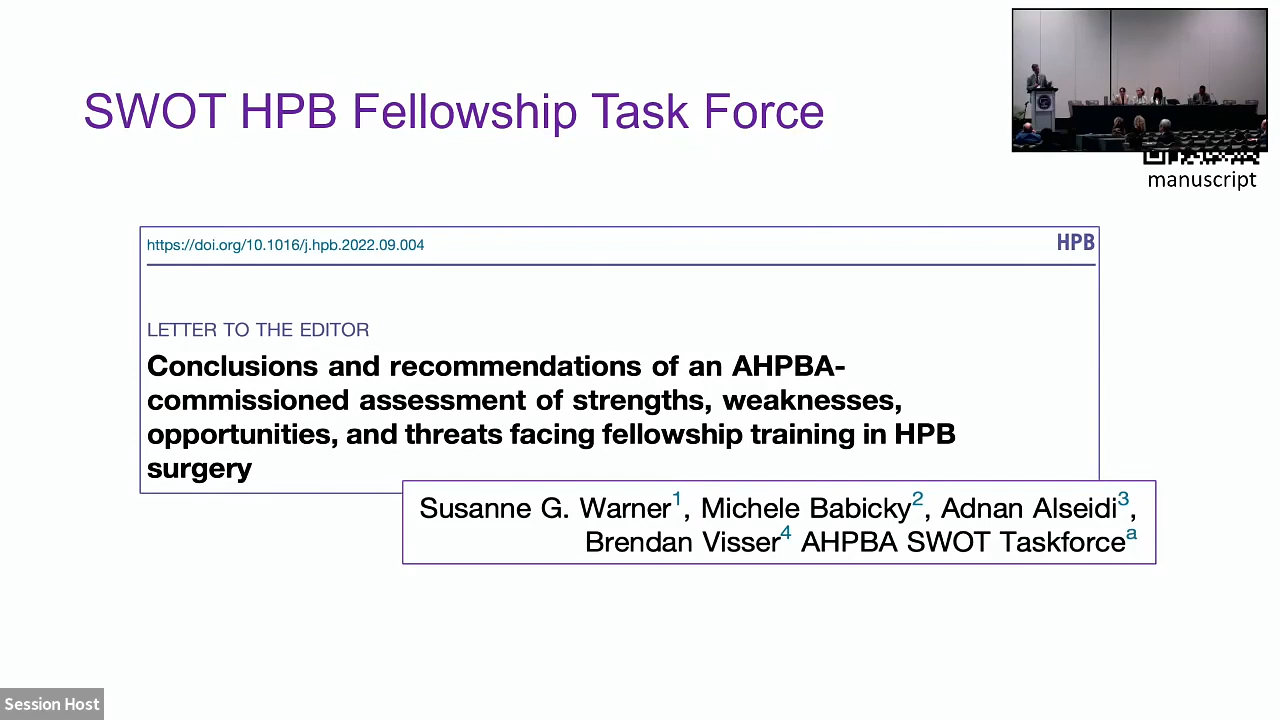 SWOT HPB Fellowship Task Force
manuscript
https://doi.org/10.1016/j.hpb.2022.09.004
HPB
LETTER TO THE EDITOR
Conclusions and recommendations of an AHPBA-
commissioned assessment of strengths, weaknesses,
opportunities, and threats facing fellowship training in HPB
surgery
Susanne G. Warner1, Michele Babicky2, Adnan Alseidi3,
Brendan Visser4 AHPBA SWOT Taskforcea
Session Host